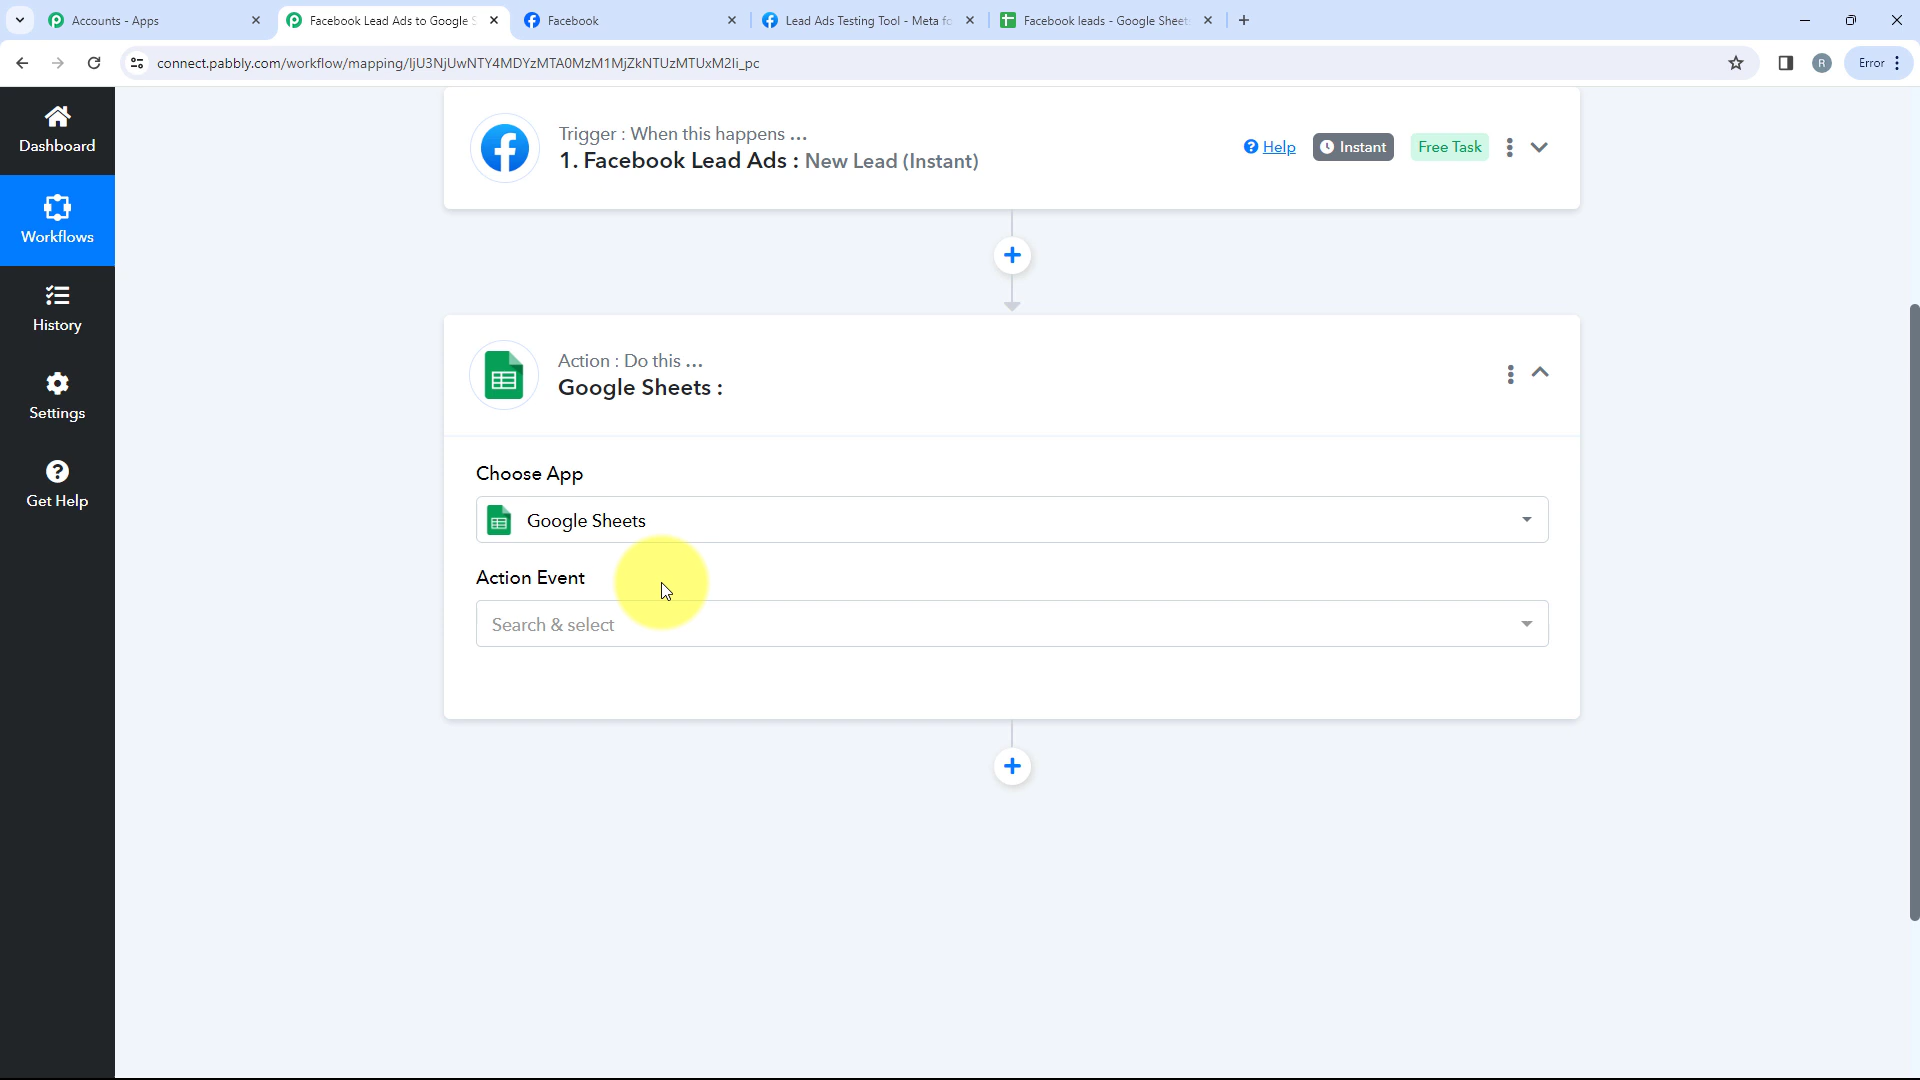 Accounts - Apps
Facebook Lead Ads to Google S
Facebook
Lead Ads Testing Tool - Meta fo
Facebook leads - Google Sheets
connect.pabbly.com/workflow/mapping/IjU3NjUwNTY4MDYzMTA0MzM1MjZkNTUzMTUxM2Ii_pc
R
Error
Dashboard
Workflows
History
Settings
Get Help
Trigger : When this happens ...
1. Facebook Lead Ads : New Lead (Instant)
Help
Instant
Free Task
Action : Do this ...
Google Sheets :
Choose App
Google Sheets
Action Event
Search & select